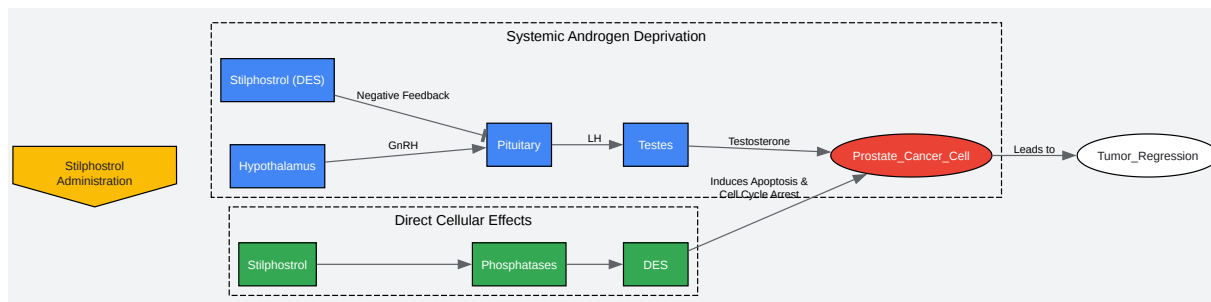 Systemic Androgen Deprivation
Stilphostrol (DES)
Negative Feedback
Hypothalamus
GnRH
Pituitary
LH
Testes
Testosterone
Prostate_Cancer_Cell
Leads to
Tumor_Regression
Stilphostrol
Administration
Induces Apoptosis &
Cell Cycle Arrest
Direct Cellular Effects
Stilphostrol
Phosphatases
DES